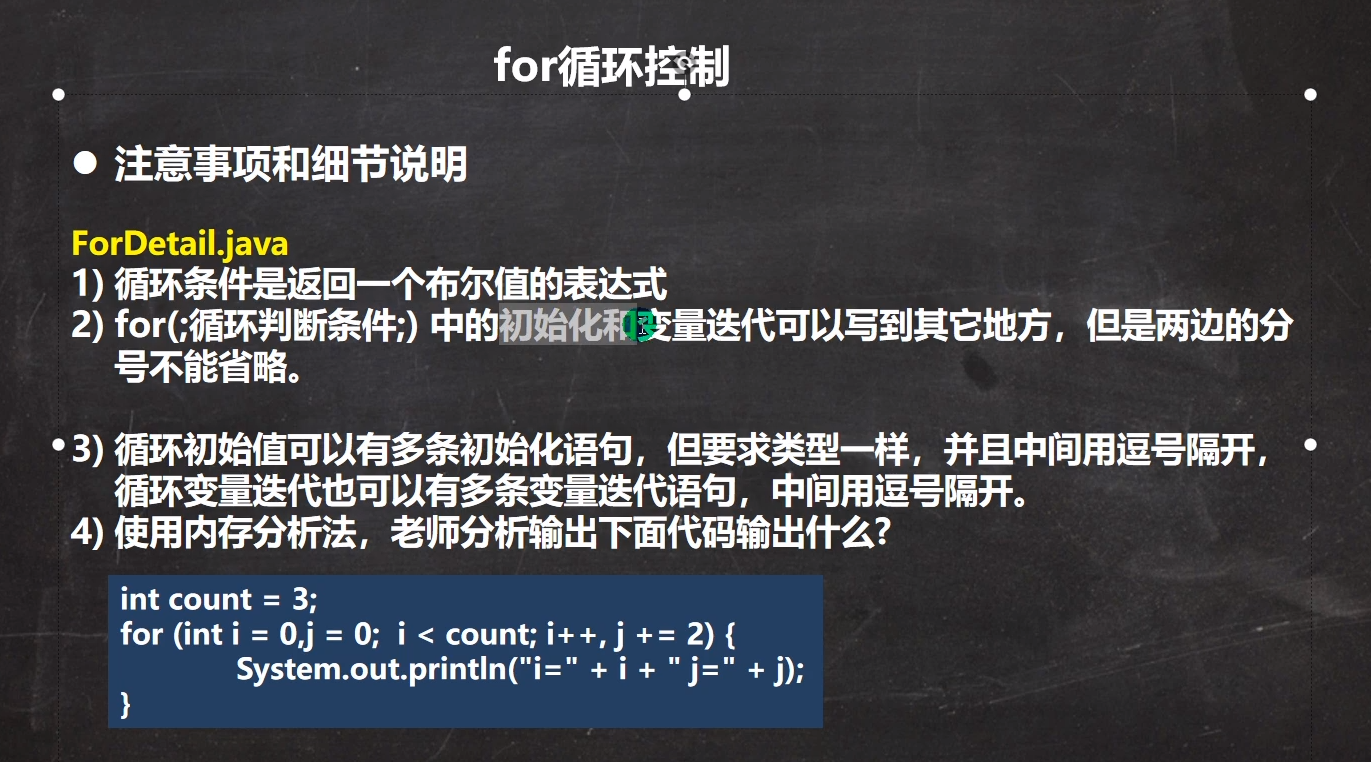 for循环控制
● 注意事项和细节说明
ForDetail.java
1) 循环条件是返回一个布尔值的表达式
2) for(;循环判断条件;) 中的初始化和变量迭代可以写到其它地方，但是两边的分
号不能省略。
3) 循环初始值可以有多条初始化语句，但要求类型一样，并且中间用逗号隔开，
循环变量迭代也可以有多条变量迭代语句，中间用逗号隔开。
4) 使用内存分析法，老师分析输出下面代码输出什么?
int count = 3;
for (int i = 0,j = 0;  i < count; i++, j += 2) {
System.out.println("i=" + i + " j=" + j);
}